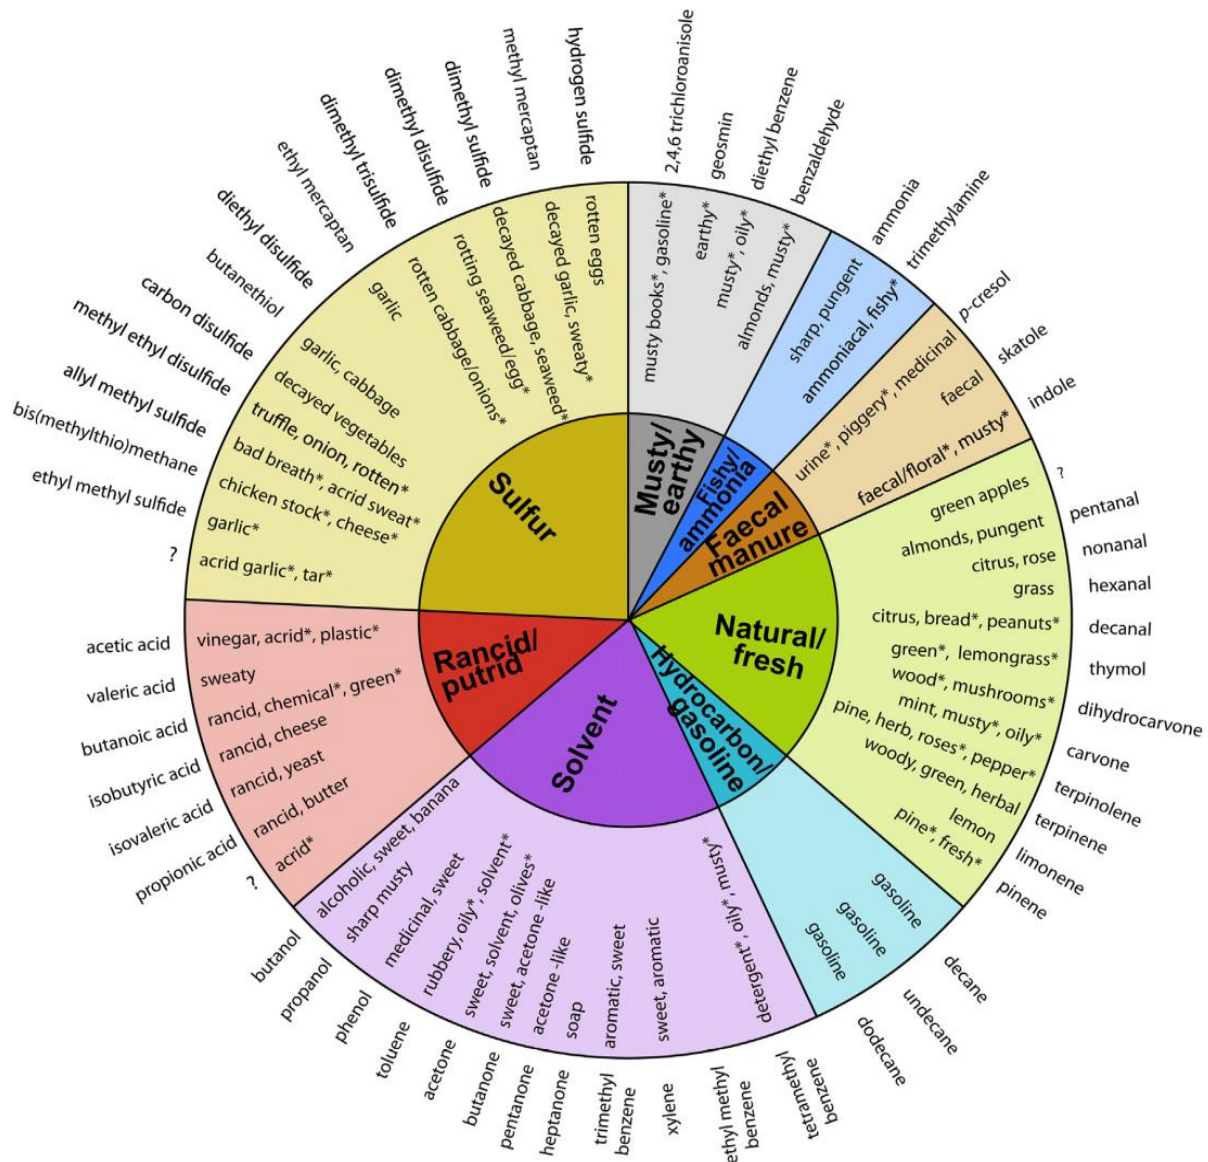 Musty/
earthy
Fishy/
ammonia
Faecal
manure
Natural/
fresh
Hydrocarbon/
gasoline
Solvent
Rancid/
putrid
Sulfur
musty books*, gasoline*
earthy*
musty*, oily*
almonds, musty*
sharp, pungent
ammoniacal, fishy*
urine*, piggery*, medicinal
faecal
faecal/floral*, musty*
green apples
almonds, pungent
citrus, rose
grass
citrus, bread*, peanuts*
green*, lemongrass*
wood*, mushrooms*
mint, musty*, oily*
pine, herb, roses*, pepper*
woody, green, herbal
lemon
pine*, fresh*
gasoline
gasoline
gasoline
detergent*, oily*, musty*
sweet, aromatic
aromatic, sweet
soap
acetone -like
sweet, acetone -like
sweet, solvent, olives*
rubbery, oily*, solvent*
medicinal, sweet
sharp musty
alcoholic, sweet, banana
acrid*
rancid, butter
rancid, yeast
rancid, cheese
rancid, chemical*, green*
sweaty
vinegar, acrid*, plastic*
acrid garlic*, tar*
garlic*
chicken stock*, cheese*
bad breath*, acrid sweat*
truffle, onion, rotten*
decayed vegetables
garlic, cabbage
garlic
rotten cabbage/onions*
rotting seaweed/egg*
decayed cabbage, seaweed*
decayed garlic, sweaty*
rotten eggs
2,4,6 trichloroanisole
geosmin
diethyl benzene
benzaldehyde
ammonia
trimethylamine
p-cresol
skatole
indole
?
pentanal
nonanal
hexanal
decanal
thymol
dihydrocarvone
carvone
terpinolene
terpinene
limonene
pinene
decane
undecane
dodecane
tetramethyl
benzene
ethyl methyl
benzene
xylene
trimethyl
benzene
heptanone
pentanone
butanone
acetone
toluene
phenol
propanol
butanol
?
propionic acid
isovaleric acid
isobutyric acid
butanoic acid
valeric acid
acetic acid
?
ethyl methyl sulfide
bis(methylthio)methane
allyl methyl sulfide
methyl ethyl disulfide
carbon disulfide
butanethiol
diethyl disulfide
ethyl mercaptan
dimethyl trisulfide
dimethyl disulfide
dimethyl sulfide
methyl mercaptan
hydrogen sulfide